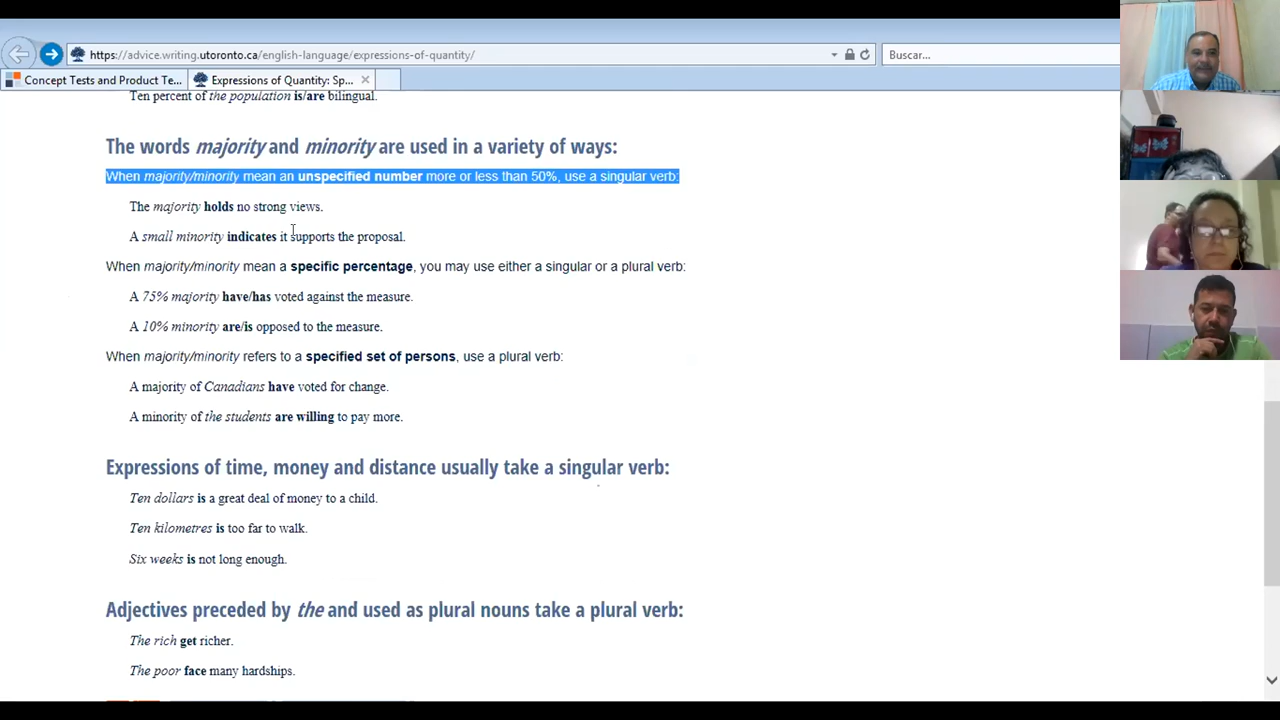 https://advice.writing.utoronto.ca/english-language/expressions-of-quantity/
Buscar...
Concept Tests and Product Te...
Expressions of Quantity: Sp...
Ten percent of the population is/are bilingual.
The words majority and minority are used in a variety of ways:
When majority/minority mean an unspecified number more or less than 50%, use a singular verb:
The majority holds no strong views.
A small minority indicates it supports the proposal.
When majority/minority mean a specific percentage, you may use either a singular or a plural verb:
A 75% majority have/has voted against the measure.
A 10% minority are/is opposed to the measure.
When majority/minority refers to a specified set of persons, use a plural verb:
A majority of Canadians have voted for change.
A minority of the students are willing to pay more.
Expressions of time, money and distance usually take a singular verb:
Ten dollars is a great deal of money to a child.
Ten kilometres is too far to walk.
Six weeks is not long enough.
Adjectives preceded by the and used as plural nouns take a plural verb:
The rich get richer.
The poor face many hardships.